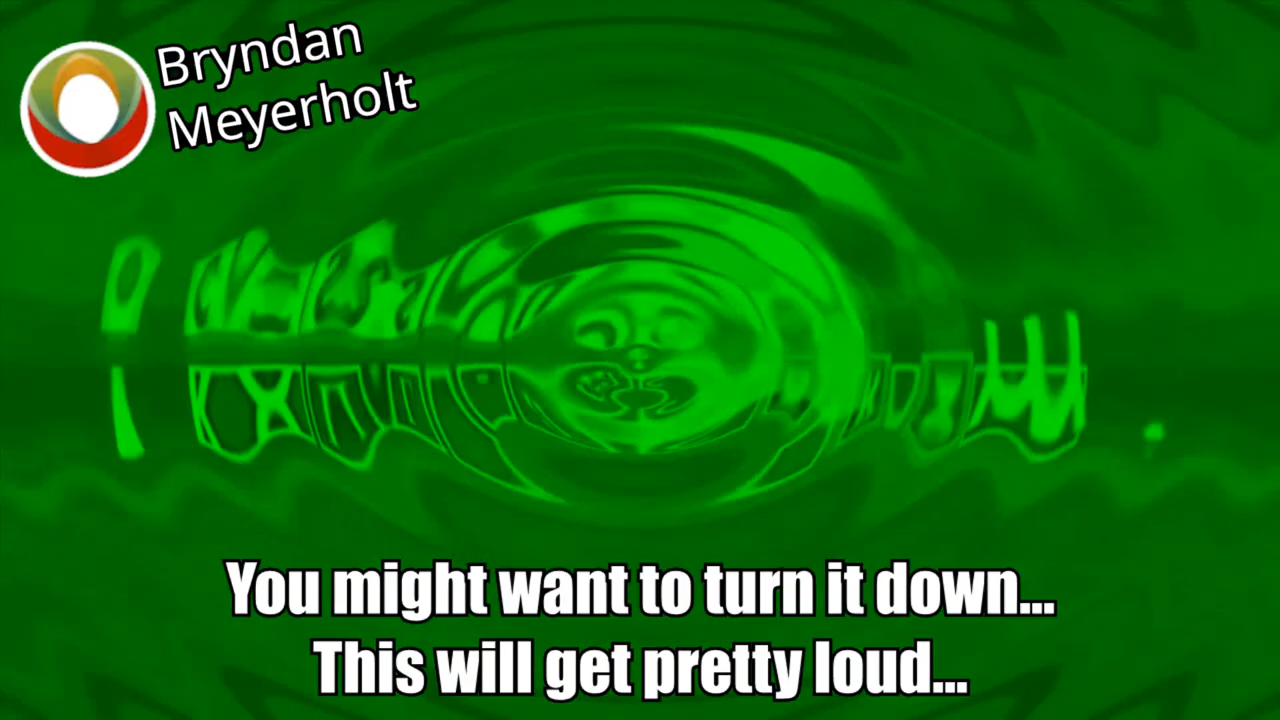 Bryndan
Meyerholt
You might want to turn it down...
This will get pretty loud...